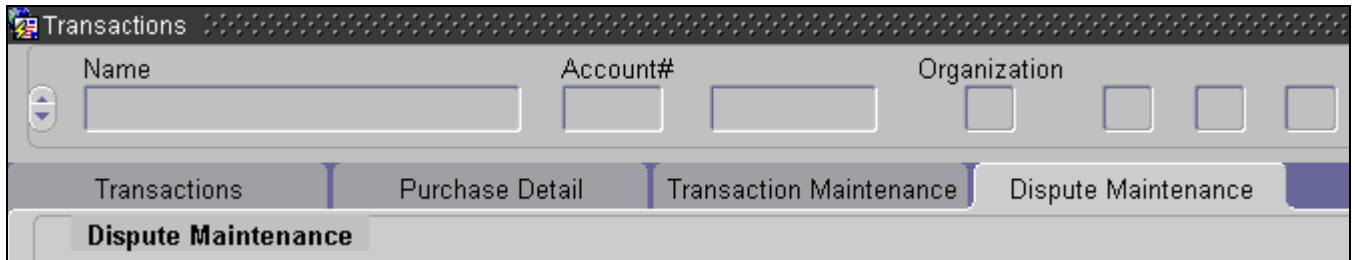 Transactions
Name Account# Organization
Transactions Purchase Detail Transaction Maintenance Dispute Maintenance
Dispute Maintenance